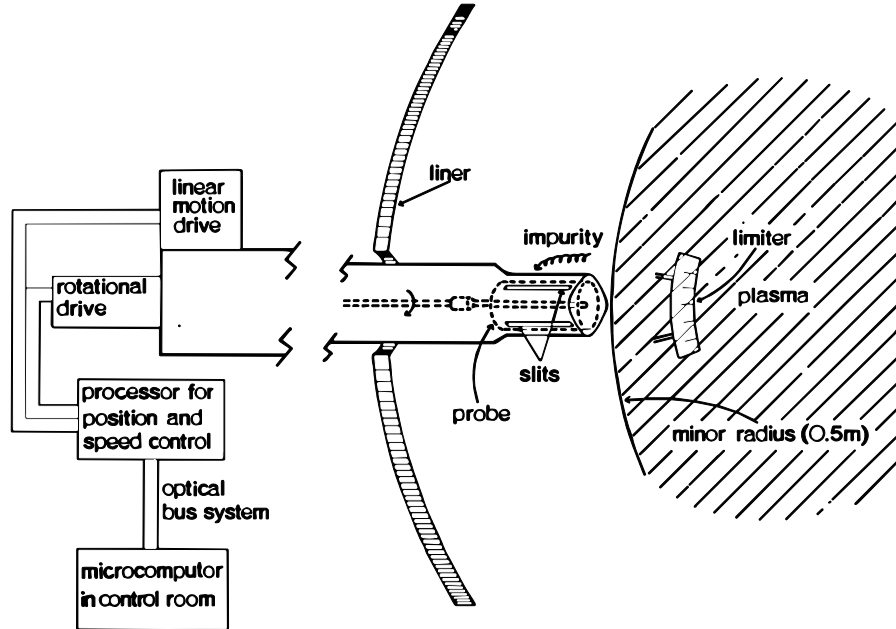 linear
motion
drive
rotational
drive
processor for
position and
speed control
optical
bus system
microcomputor
in control room
liner
impurity
slits
probe
limiter
plasma
minor radius (0.5m)